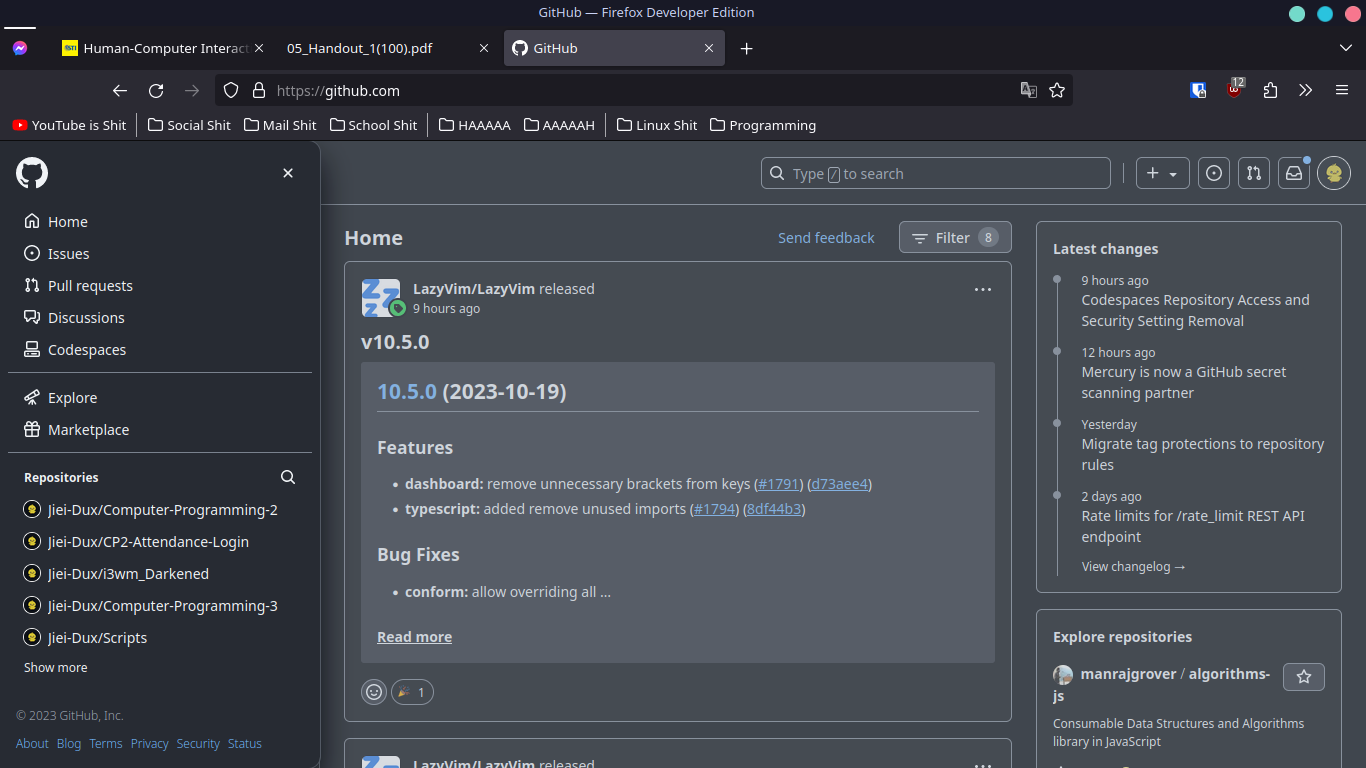 GitHub — Firefox Developer Edition
Human-Computer Interact
05_Handout_1(100).pdf
GitHub
https://github.com
12
YouTube is Shit
Social Shit
Mail Shit
School Shit
HAAAAA
AAAAAH
Linux Shit
Programming
Type / to search
Home
Issues
Pull requests
Discussions
Codespaces
Explore
Marketplace
Repositories
Jiei-Dux/Computer-Programming-2
Jiei-Dux/CP2-Attendance-Login
Jiei-Dux/i3wm_Darkened
Jiei-Dux/Computer-Programming-3
Jiei-Dux/Scripts
Show more
© 2023 GitHub, Inc.
About Blog Terms Privacy Security Status
Home
Send feedback
Filter 8
LazyVim/LazyVim released
9 hours ago
v10.5.0
10.5.0 (2023-10-19)
Features
• dashboard: remove unnecessary brackets from keys (#1791) (d73aee4)
• typescript: added remove unused imports (#1794) (8df44b3)
Bug Fixes
• conform: allow overriding all ...
Read more
1
LazyVim/LazyVim released
Latest changes
9 hours ago
Codespaces Repository Access and
Security Setting Removal
12 hours ago
Mercury is now a GitHub secret
scanning partner
Yesterday
Migrate tag protections to repository
rules
2 days ago
Rate limits for /rate_limit REST API
endpoint
View changelog →
Explore repositories
manrajgrover / algorithms-
js
Consumable Data Structures and Algorithms
library in JavaScript